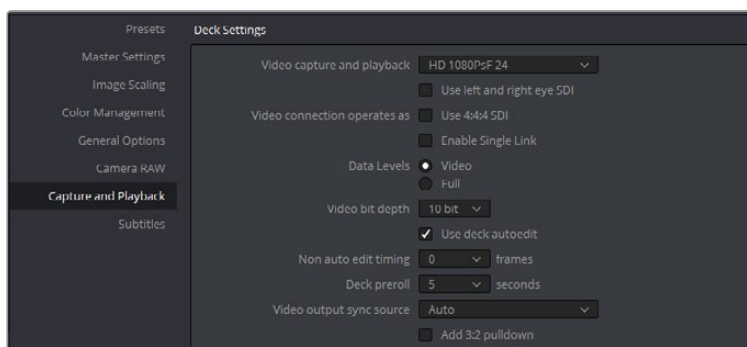 Presets
Master Settings
Image Scaling
Color Management
General Options
Camera RAW
Capture and Playback
Subtitles
Deck Settings
Video capture and playback HD 1080PsF 24
Use left and right eye SDI
Video connection operates as Use 4:4:4 SDI
Enable Single Link
Data Levels Video
Full
Video bit depth 10 bit
Use deck autoedit
Non auto edit timing 0 frames
Deck preroll 5 seconds
Video output sync source Auto
Add 3:2 pulldown